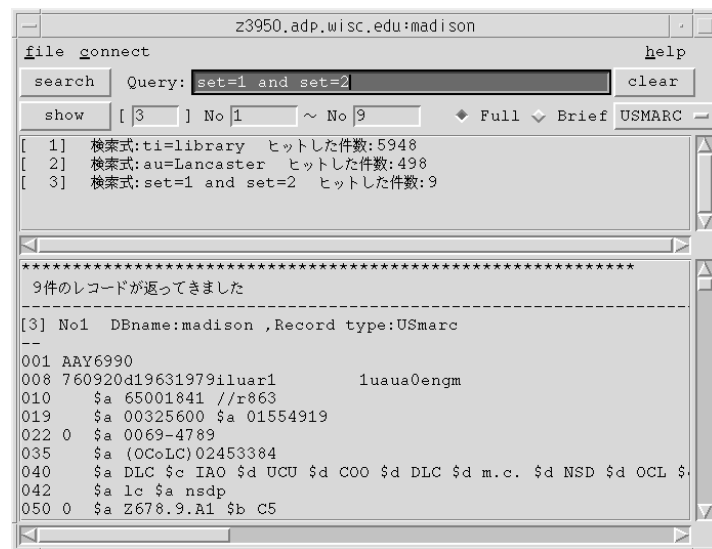 z3950.adp.wisc.edu:madison
file connect help
search Query: set=1 and set=2 clear
show [ 3 ] No 1 ~ No 9 Full Brief USMARC
[ 1] 検索式:ti=library ヒットした件数:5948
[ 2] 検索式:au=Lancaster ヒットした件数:498
[ 3] 検索式:set=1 and set=2 ヒットした件数:9
************************************************************
9件のレコードが返ってきました
--------------------------------------------------------------------
[3] No1 DBname:madison ,Record type:USmarc
--
001 AAY6990
008 760920d19631979iluar1 1uaua0engm
010 $a 65001841 //r863
019 $a 00325600 $a 01554919
022 0 $a 0069-4789
035 $a (OCoLC)02453384
040 $a DLC $c IAO $d UCU $d COO $d DLC $d m.c. $d NSD $d OCL $
042 $a lc $a nsdp
050 0 $a Z678.9.A1 $b C5